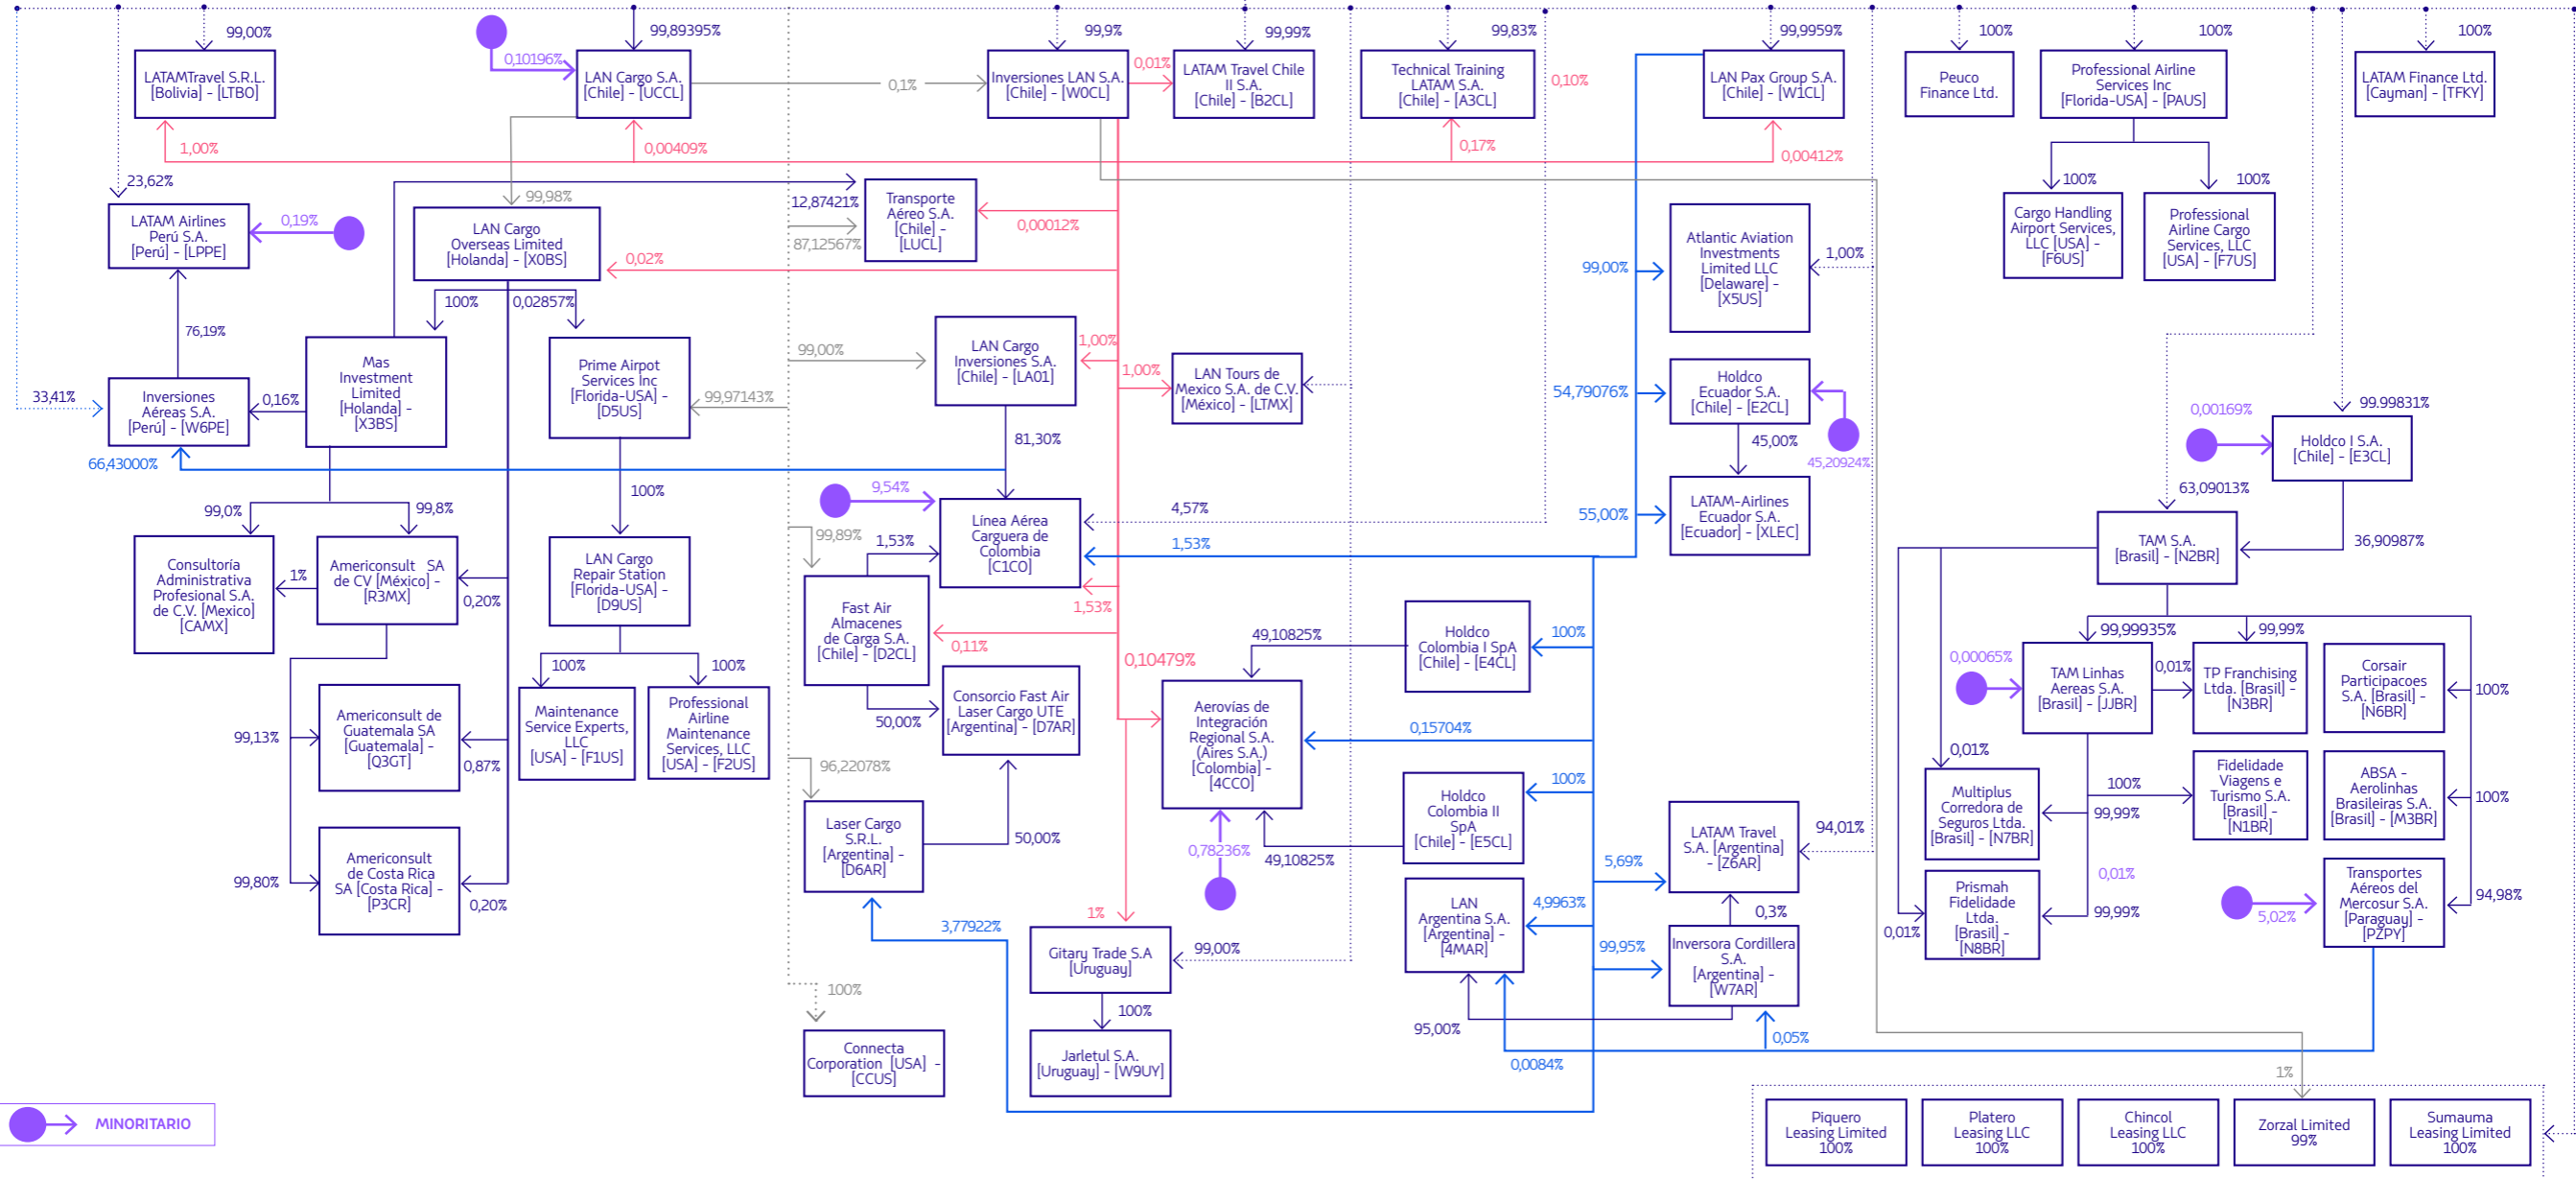 99,00%
LATAMTravel S.R.L.
[Bolivia] - [LTBO]
0,10196%
99,89395%
LAN Cargo S.A.
[Chile] - [UCCL]
0,1%
99,9%
Inversiones LAN S.A.
[Chile] - [W0CL]
0,01%
99,99%
LATAM Travel Chile
II S.A.
[Chile] - [B2CL]
99,83%
Technical Training
LATAM S.A.
[Chile] - [A3CL]
0,10%
99,9959%
LAN Pax Group S.A.
[Chile] - [W1CL]
100%
Peuco
Finance Ltd.
100%
Professional Airline
Services Inc
[Florida-USA] - [PAUS]
100%
LATAM Finance Ltd.
[Cayman] - [TFKY]
1,00%
0,00409%
0,17%
0,00412%
23,62%
LATAM Airlines
Perú S.A.
[Perú] - [LPPE]
0,19%
99,98%
LAN Cargo
Overseas Limited
[Holanda] - [X0BS]
12,87421%
87,12567%
Transporte
Aéreo S.A.
[Chile] -
[LUCL]
0,00012%
0,02%
99,00%
Atlantic Aviation
Investments
Limited LLC
[Delaware] -
[X5US]
1,00%
100%
Cargo Handling
Airport Services,
LLC [USA] -
[F6US]
100%
Professional
Airline Cargo
Services, LLC
[USA] - [F7US]
76,19%
100%
0,02857%
33,41%
Inversiones
Aéreas S.A.
[Perú] - [W6PE]
0,16%
Mas
Investment
Limited
[Holanda] -
[X3BS]
Prime Airpot
Services Inc
[Florida-USA] -
[D5US]
99,97143%
99,00%
LAN Cargo
Inversiones S.A.
[Chile] - [LA01]
1,00%
1,00%
LAN Tours de
Mexico S.A. de C.V.
[México] - [LTMX]
54,79076%
Holdco
Ecuador S.A.
[Chile] - [E2CL]
45,20924%
45,00%
0,00169%
99.99831%
Holdco I S.A.
[Chile] - [E3CL]
66,43000%
81,30%
99,0%
99,8%
100%
9,54%
Línea Aérea
Carguera de
Colombia
[C1CO]
4,57%
55,00%
LATAM-Airlines
Ecuador S.A.
[Ecuador] - [XLEC]
63,09013%
TAM S.A.
[Brasil] - [N2BR]
36,90987%
Consultoría
Administrativa
Profesional S.A.
de C.V. [Mexico]
[CAMX]
1%
Americonsult SA
de CV [México] -
[R3MX]
0,20%
LAN Cargo
Repair Station
[Florida-USA] -
[D9US]
99,89%
1,53%
1,53%
1,53%
Fast Air
Almacenes
de Carga S.A.
[Chile] - [D2CL]
0,11%
50,00%
Consorcio Fast Air
Laser Cargo UTE
[Argentina] - [D7AR]
0,10479%
49,10825%
Holdco
Colombia I SpA
[Chile] - [E4CL]
100%
99,13%
Americonsult de
Guatemala SA
[Guatemala] -
[Q3GT]
0,87%
100%
100%
Maintenance
Service Experts,
LLC
[USA] - [F1US]
Professional
Airline
Maintenance
Services, LLC
[USA] - [F2US]
Aerovías de
Integración
Regional S.A.
(Aires S.A.)
[Colombia] -
[4CCO]
0,15704%
0,78236%
99,99935%
0,00065%
TAM Linhas
Aereas S.A.
[Brasil] - [JJBR]
0,01%
99,99%
TP Franchising
Ltda. [Brasil] -
[N3BR]
Corsair
Participacoes
S.A. [Brasil] -
[N6BR]
100%
99,80%
Americonsult
de Costa Rica
SA [Costa Rica] -
[P3CR]
0,20%
96,22078%
Laser Cargo
S.R.L.
[Argentina] -
[D6AR]
50,00%
3,77922%
100%
Holdco
Colombia II
SpA
[Chile] - [E5CL]
49,10825%
LATAM Travel
S.A. [Argentina]
- [Z6AR]
94,01%
5,69%
0,3%
0,01%
Multiplus
Corredora de
Seguros Ltda.
[Brasil] - [N7BR]
100%
99,99%
Fidelidade
Viagens e
Turismo S.A.
[Brasil] -
[N1BR]
ABSA -
Aerolinhas
Brasileiras S.A.
[Brasil] - [M3BR]
100%
1%
Gitary Trade S.A
[Uruguay]
99,00%
LAN
Argentina S.A.
[Argentina] -
[4MAR]
4,9963%
99,95%
Inversora Cordillera
S.A.
[Argentina] -
[W7AR]
95,00%
0,05%
0,0084%
0,01%
Prismah
Fidelidade
Ltda.
[Brasil] -
[N8BR]
0,01%
99,99%
5,02%
Transportes
Aéreos del
Mercosur S.A.
[Paraguay] -
[PZPY]
94,98%
100%
Connecta
Corporation [USA] -
[CCUS]
100%
Jarletul S.A.
[Uruguay] - [W9UY]
1%
MINORITARIO
Piquero
Leasing Limited
100%
Platero
Leasing LLC
100%
Chincol
Leasing LLC
100%
Zorzal Limited
99%
Sumauma
Leasing Limited
100%